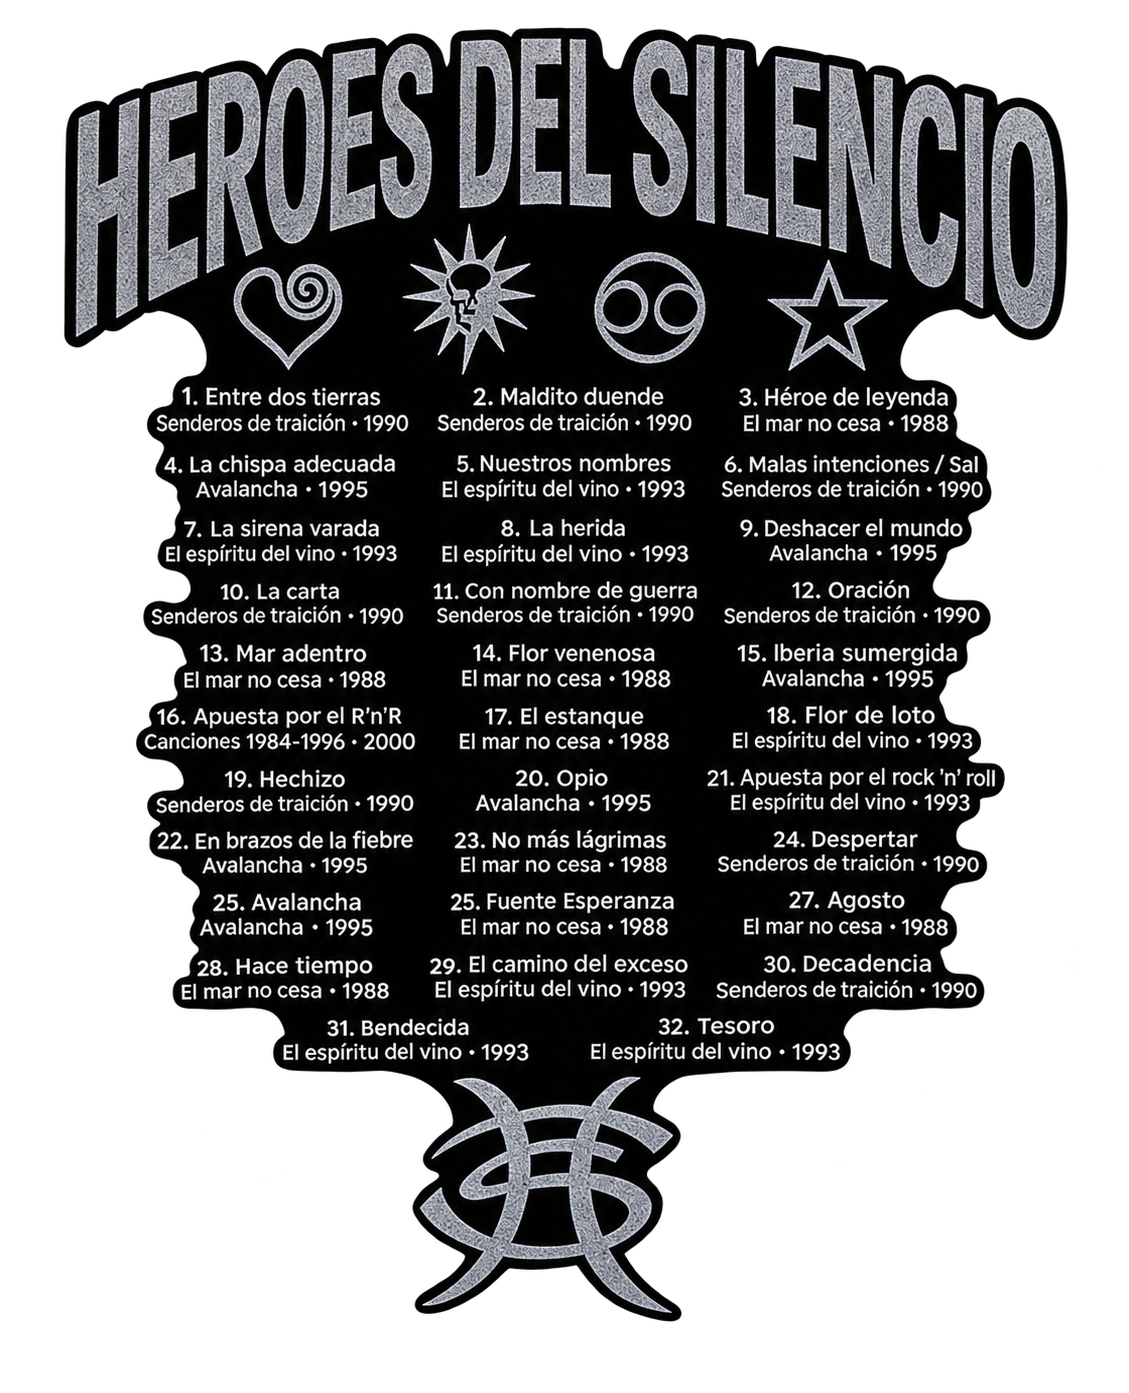 HEROES DEL SILENCIO
1. Entre dos tierras
Senderos de traición • 1990
2. Maldito duende
Senderos de traición • 1990
3. Héroe de leyenda
El mar no cesa • 1988
4. La chispa adecuada
Avalancha • 1995
5. Nuestros nombres
El espíritu del vino • 1993
6. Malas intenciones / Sal
Senderos de traición • 1990
7. La sirena varada
El espíritu del vino • 1993
8. La herida
El espíritu del vino • 1993
9. Deshacer el mundo
Avalancha • 1995
10. La carta
Senderos de traición • 1990
11. Con nombre de guerra
Senderos de traición • 1990
12. Oración
Senderos de traición • 1990
13. Mar adentro
El mar no cesa • 1988
14. Flor venenosa
El mar no cesa • 1988
15. Iberia sumergida
Avalancha • 1995
16. Apuesta por el R'n'R
Canciones 1984-1996 • 2000
17. El estanque
El mar no cesa • 1988
18. Flor de loto
El espíritu del vino • 1993
19. Hechizo
Senderos de traición • 1990
20. Opio
Avalancha • 1995
21. Apuesta por el rock 'n' roll
El espíritu del vino • 1993
22. En brazos de la fiebre
Avalancha • 1995
23. No más lágrimas
El mar no cesa • 1988
24. Despertar
Senderos de traición • 1990
25. Avalancha
Avalancha • 1995
25. Fuente Esperanza
El mar no cesa • 1988
27. Agosto
El mar no cesa • 1988
28. Hace tiempo
El mar no cesa • 1988
29. El camino del exceso
El espíritu del vino • 1993
30. Decadencia
Senderos de traición • 1990
31. Bendecida
El espíritu del vino • 1993
32. Tesoro
El espíritu del vino • 1993